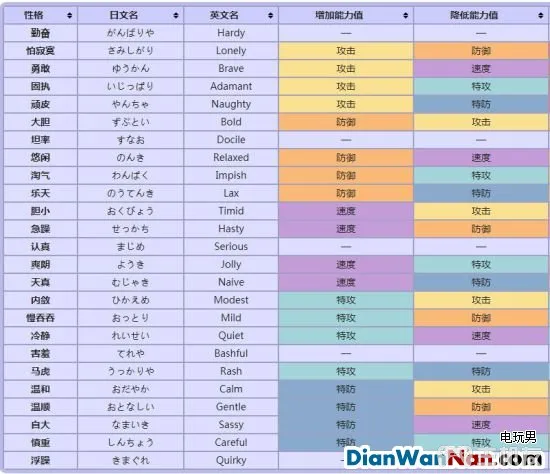 性格 日文名 英文名 增加能力值 降低能力值
勤奋 がんばりや Hardy — —
怕寂寞 さみしがり Lonely 攻击 防御
勇敢 ゆうかん Brave 攻击 速度
固执 いじっぱり Adamant 攻击 特攻
顽皮 やんちゃ Naughty 攻击 特防
大胆 ずぶとい Bold 防御 攻击
坦率 すなお Docile — —
悠闲 のんき Relaxed 防御 速度
淘气 わんぱく Impish 防御 特攻
乐天 のうてんき Lax 防御 特防
胆小 おくびょう Timid 速度 攻击
急躁 せっかち Hasty 速度 防御
认真 まじめ Serious — —
爽朗 ようき Jolly 速度 特攻
天真 むじゃき Naive 速度 特防
内敛 ひかえめ Modest 特攻 攻击
慢吞吞 おっとり Mild 特攻 防御
冷静 れいせい Quiet 特攻 速度
害羞 てれや Bashful — —
马虎 うっかりや Rash 特攻 特防
温和 おだやか Calm 特防 攻击
温顺 おとなしい Gentle 特防 防御
自大 なまいき Sassy 特防 速度
慎重 しんちょう Careful 特防 特攻
浮躁 きまぐれ Quirky —
电玩男
DianWanNan.com